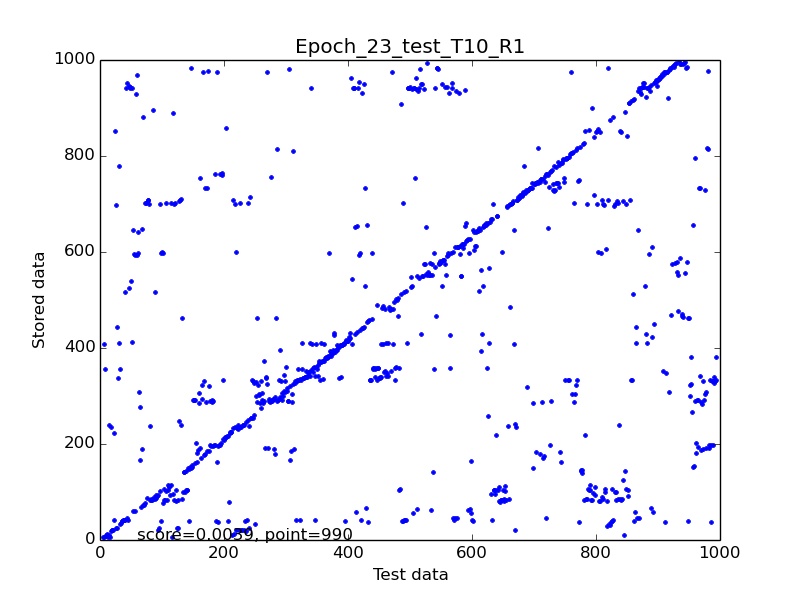 Epoch_23_test_T10_R1
1000
800
600
400
200
0
Stored data
score=0.0039, point=990
0 200 400 600 800 1000
Test data